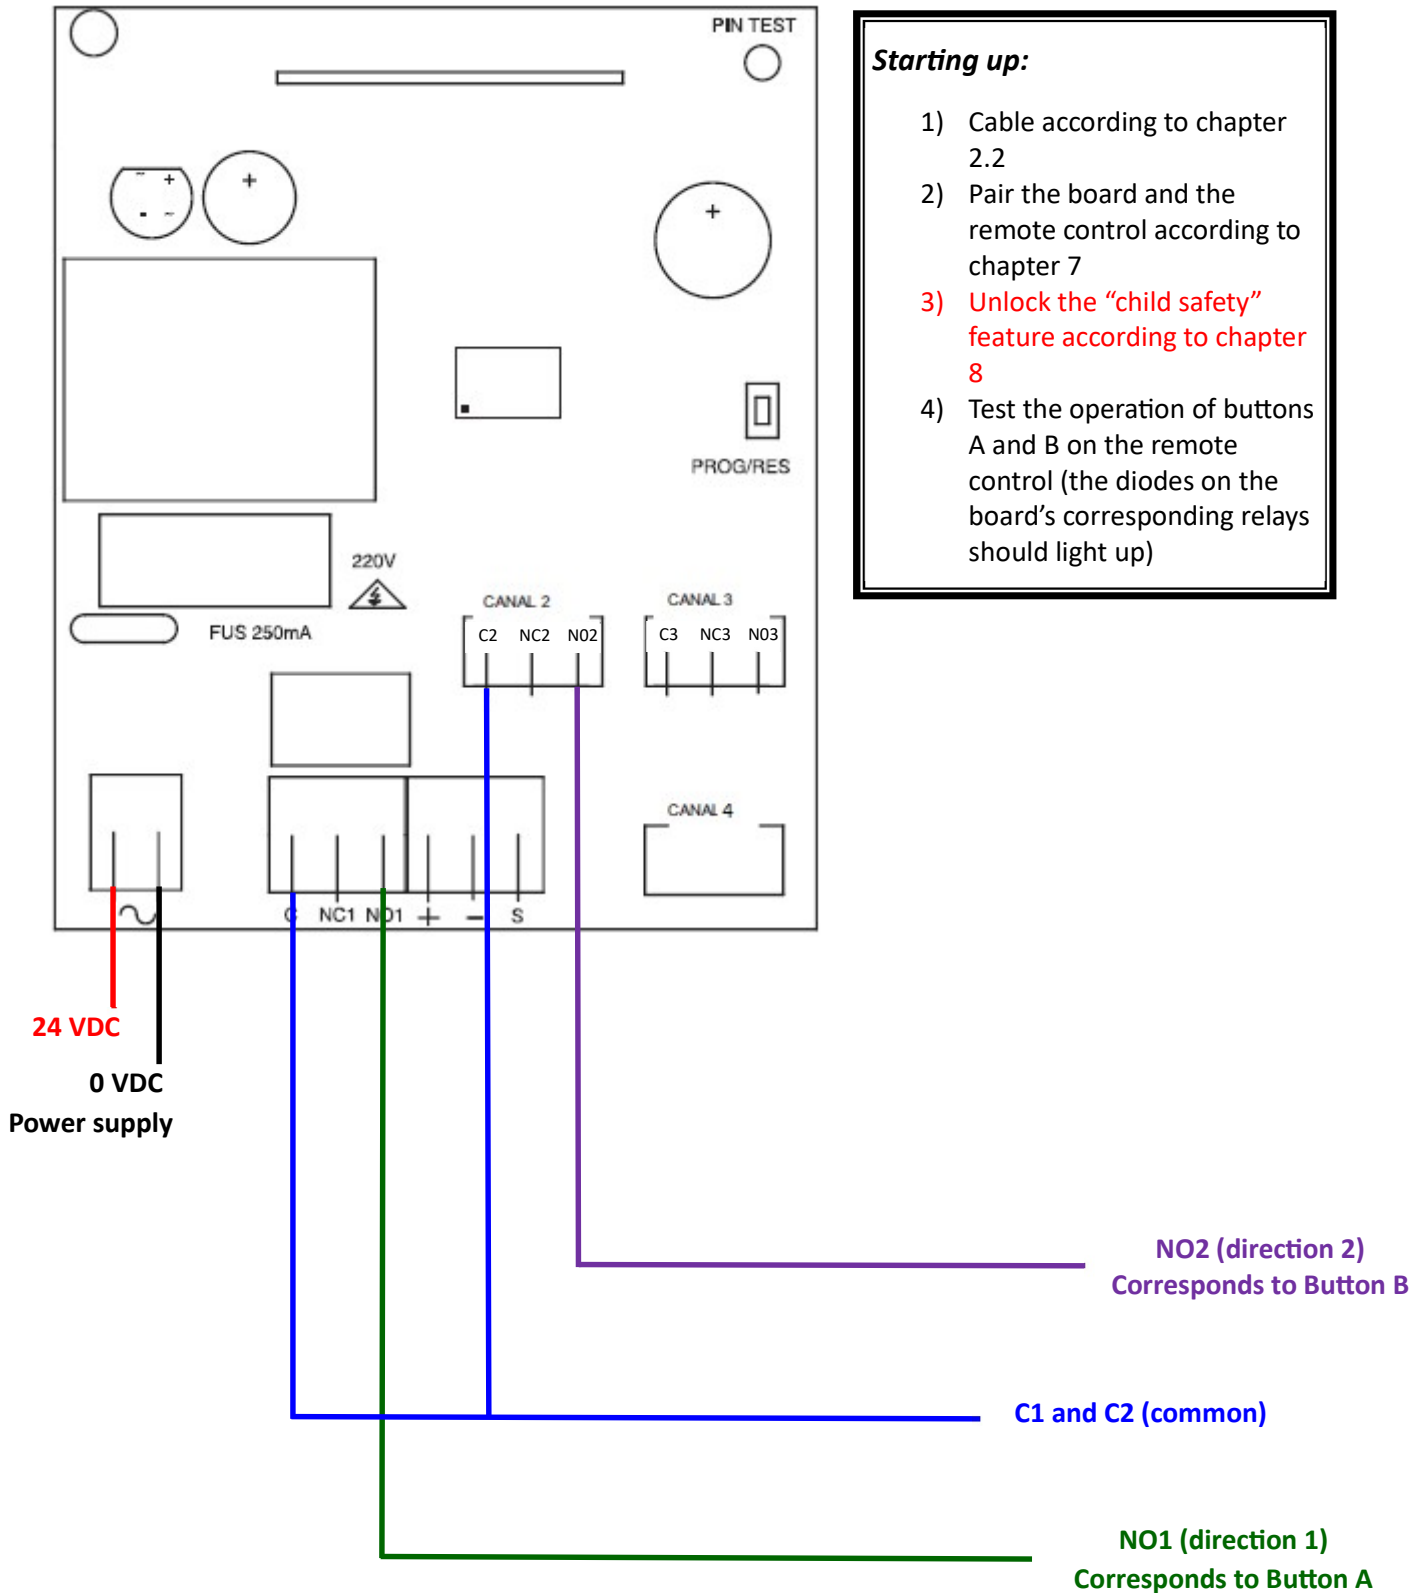 PIN TEST
Starting up:
1) Cable according to chapter
2.2
2) Pair the board and the
remote control according to
chapter 7
3) Unlock the “child safety”
feature according to chapter
8
4) Test the operation of buttons
A and B on the remote
control (the diodes on the
board’s corresponding relays
should light up)
~ +
- ~
+
+
PROG/RES
220V
FUS 250mA
CANAL 2
C2 NC2 N02
CANAL 3
C3 NC3 N03
CANAL 4
~
C NC1 NO1 + - S
24 VDC
0 VDC
Power supply
NO2 (direction 2)
Corresponds to Button B
C1 and C2 (common)
NO1 (direction 1)
Corresponds to Button A